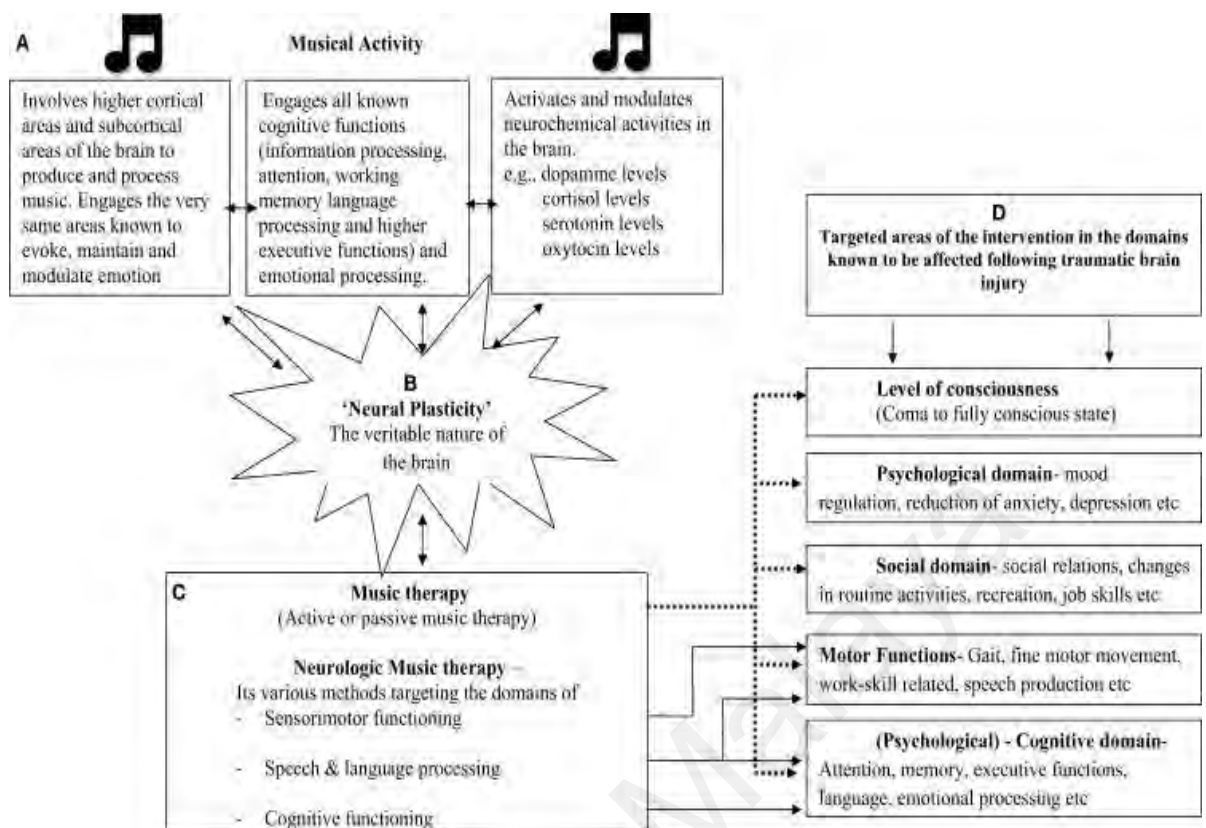 A
Musical Activity
Involves higher cortical
areas and subcortical
areas of the brain to
produce and process
music. Engages the very
same areas known to
evoke, maintain and
modulate emotion
Engages all known
cognitive functions
(information processing,
attention, working
memory language
processing and higher
executive functions) and
emotional processing.
Activates and modulates
neurochemical activities in
the brain.
e,g., dopamine levels
cortisol levels
serotonin levels
oxytocin levels
B
‘Neural Plasticity’
The veritable nature of
the brain
C
Music therapy
(Active or passive music therapy)
Neurologic Music therapy –
Its various methods targeting the domains of
- Sensorimotor functioning
- Speech & language processing
- Cognitive functioning
D
Targeted areas of the intervention in the domains
known to be affected following traumatic brain
injury
Level of consciousness
(Coma to fully conscious state)
Psychological domain- mood
regulation, reduction of anxiety, depression etc
Social domain- social relations, changes
in routine activities, recreation, job skills etc
Motor Functions- Gait, fine motor movement,
work-skill related, speech production etc
(Psychological) - Cognitive domain-
Attention, memory, executive functions,
language, emotional processing etc
Malaya